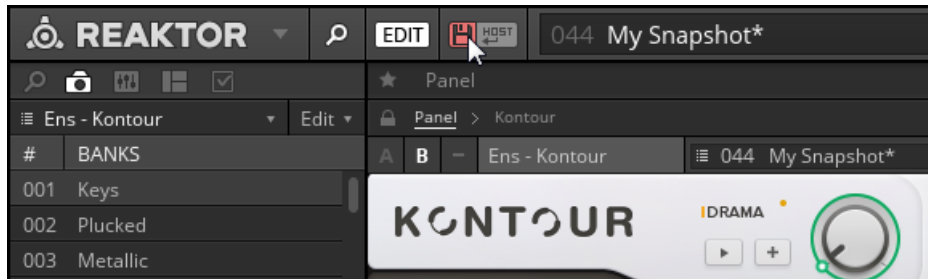 REAKTOR EDIT HOST 044 My Snapshot*
Panel
Ens - Kontour Edit Panel > Kontour
# BANKS A B – Ens - Kontour 044 My Snapshot*
001 Keys
002 Plucked
003 Metallic
KONTOUR DRAMA